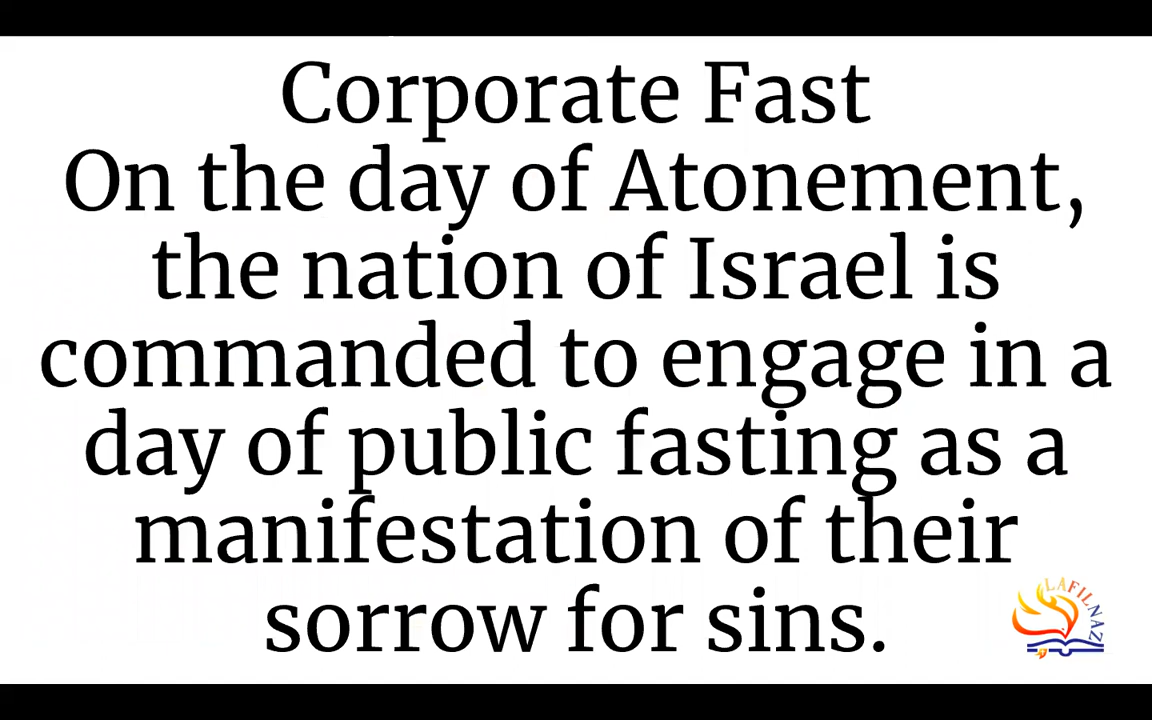 Corporate Fast
On the day of Atonement,
the nation of Israel is
commanded to engage in a
day of public fasting as a
manifestation of their
sorrow for sins.
LAFILNAZ